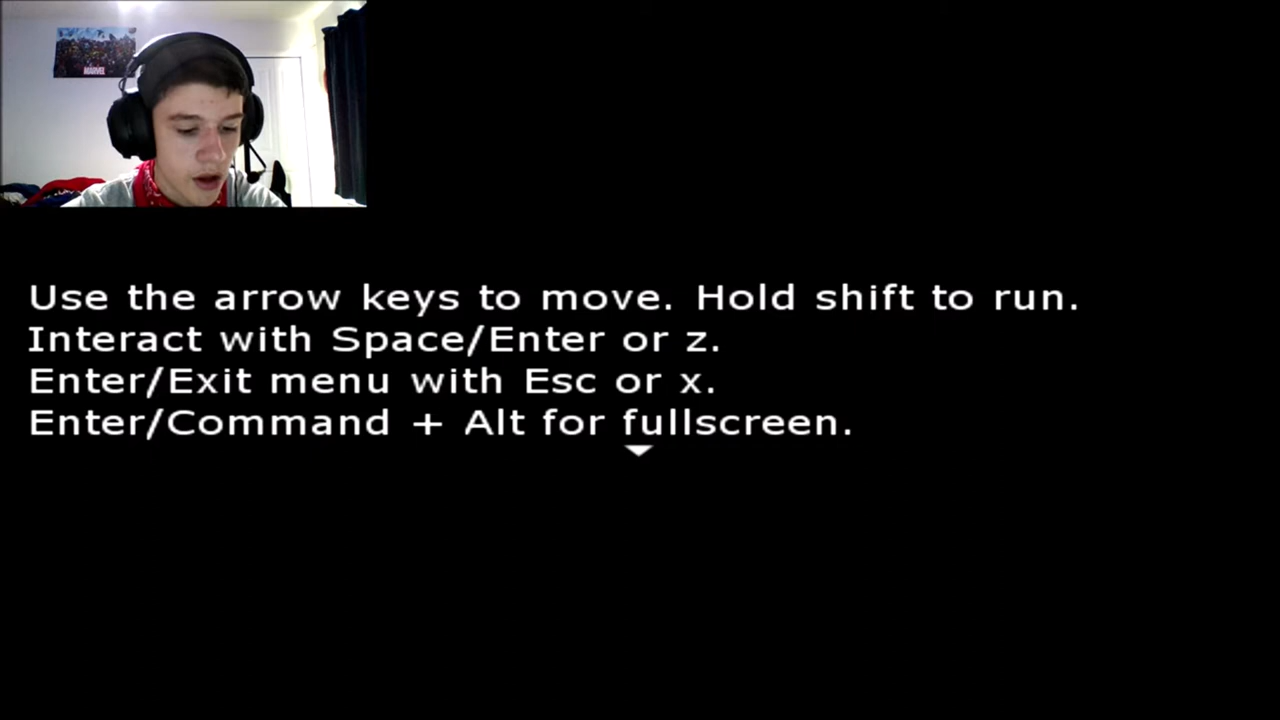 MARVEL
Use the arrow keys to move. Hold shift to run.
Interact with Space/Enter or z.
Enter/Exit menu with Esc or x.
Enter/Command + Alt for fullscreen.